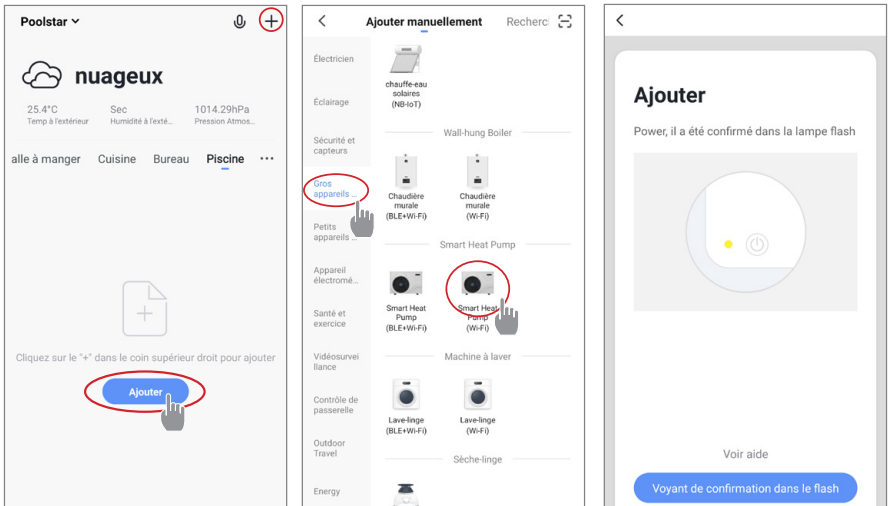 Poolstar
nuageux
25.4°C
Sec
1014.29hPa
Temp à l'extérieur
Humidité à l'exté...
Pression Atmos...
alle à manger
Cuisine
Bureau
Piscine
Cliquez sur le "+" dans le coin supérieur droit pour ajouter
Ajouter
Ajouter manuellement
Recherc
Électricien
Éclairage
Sécurité et
capteurs
Gros
appareils ...
Petits
appareils ...
Appareil
électromé...
Santé et
exercice
Vidéosurvei
llance
Contrôle de
passerelle
Outdoor
Travel
Energy
chauffe-eau
solaires
(NB-IoT)
Wall-hung Boiler
Chaudière
murale
(BLE+Wi-Fi)
Chaudière
murale
(Wi-Fi)
Smart Heat Pump
Smart Heat
Pump
(BLE+Wi-Fi)
Smart Heat
Pump
(Wi-Fi)
Machine à laver
Lave-linge
(BLE+Wi-Fi)
Lave-linge
(Wi-Fi)
Sèche-linge
Ajouter
Power, il a été confirmé dans la lampe flash
Voir aide
Voyant de confirmation dans le flash